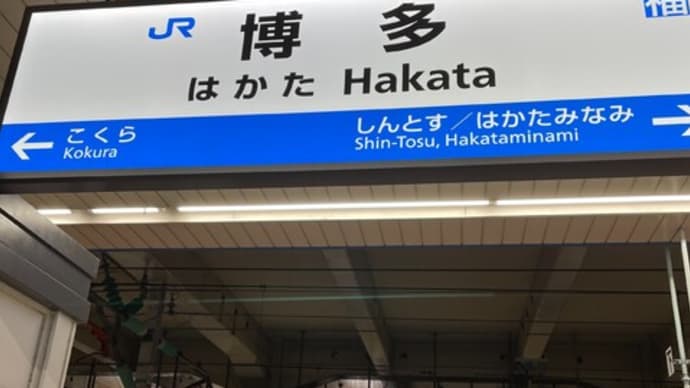 JR
博多
福
はかた Hakata
← こくら
Kokura
しんとす／はかたみなみ →
Shin-Tosu, Hakataminami